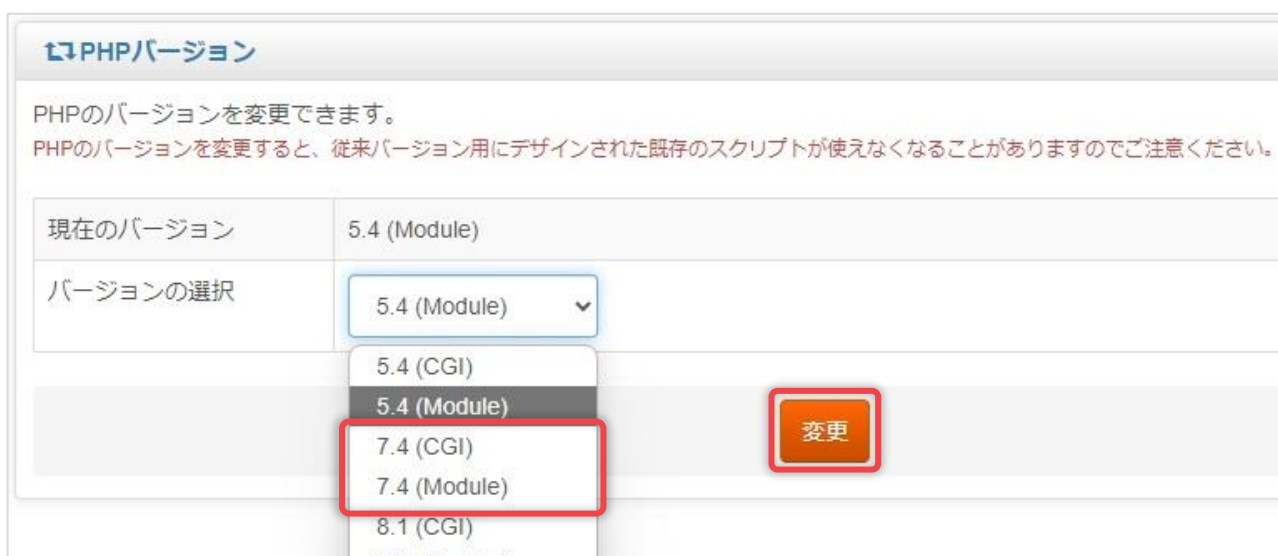 PHPバージョン
PHPのバージョンを変更できます。
PHPのバージョンを変更すると、従来バージョン用にデザインされた既存のスクリプトが使えなくなることがありますのでご注意ください。
現在のバージョン 5.4 (Module)
バージョンの選択 5.4 (Module)
5.4 (CGI)
5.4 (Module)
7.4 (CGI)
7.4 (Module)
8.1 (CGI)
変更